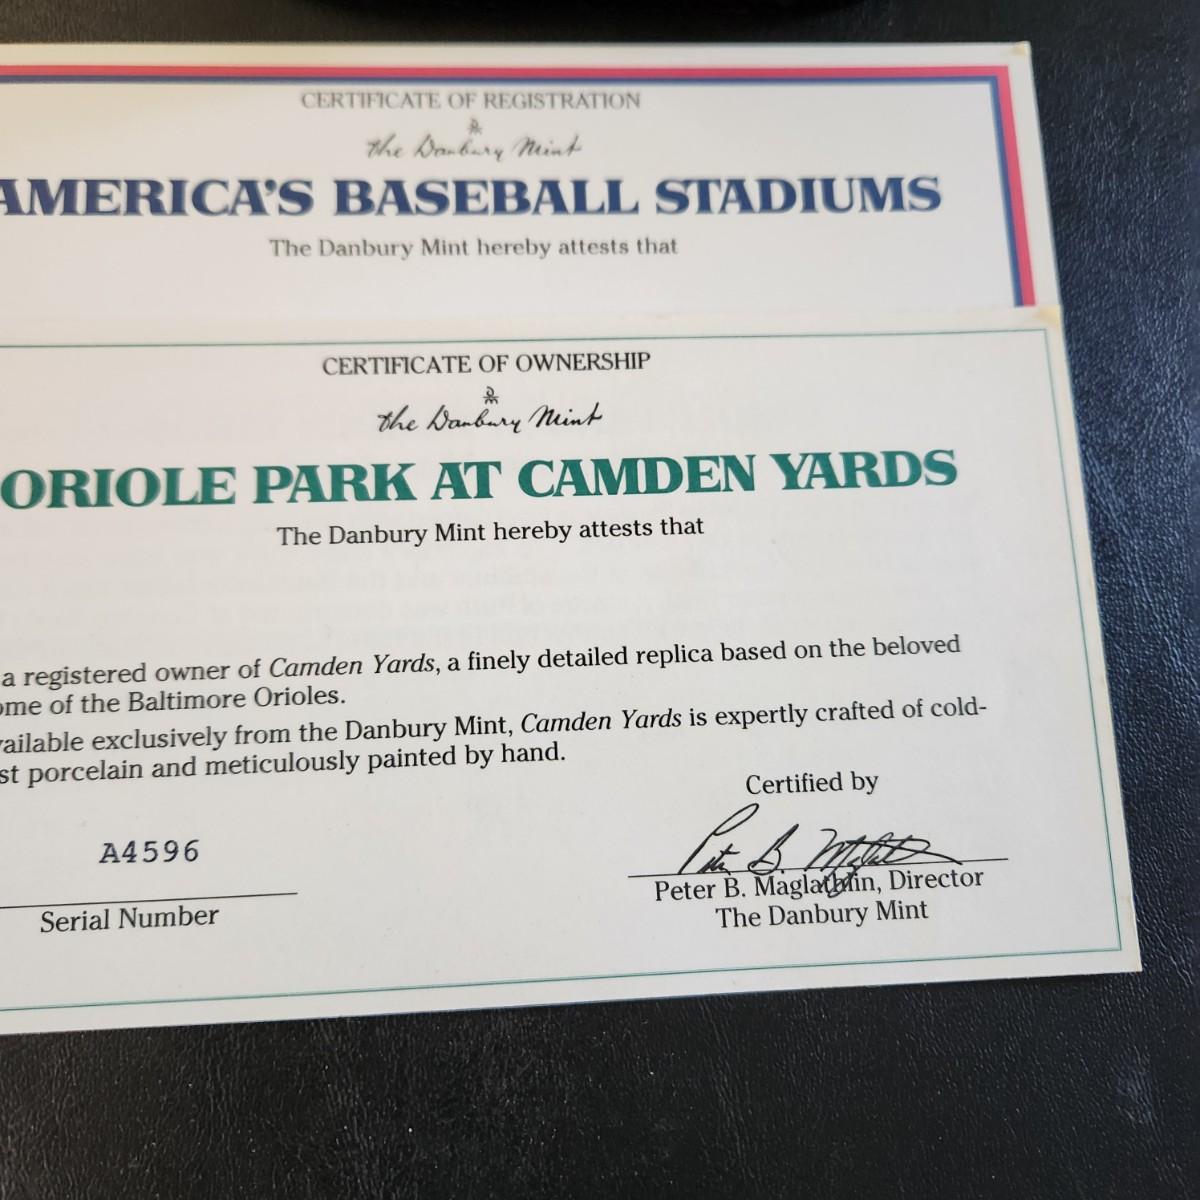 CERTIFICATE OF REGISTRATION
the Danbury Mint
AMERICA'S BASEBALL STADIUMS
The Danbury Mint hereby attests that
CERTIFICATE OF OWNERSHIP
the Danbury Mint
ORIOLE PARK AT CAMDEN YARDS
The Danbury Mint hereby attests that
a registered owner of Camden Yards, a finely detailed replica based on the beloved
ome of the Baltimore Orioles.
vailable exclusively from the Danbury Mint, Camden Yards is expertly crafted of cold-
st porcelain and meticulously painted by hand.
Certified by
Peter B. Maglathlin
A4596
Peter B. Maglathlin, Director
Serial Number
The Danbury Mint